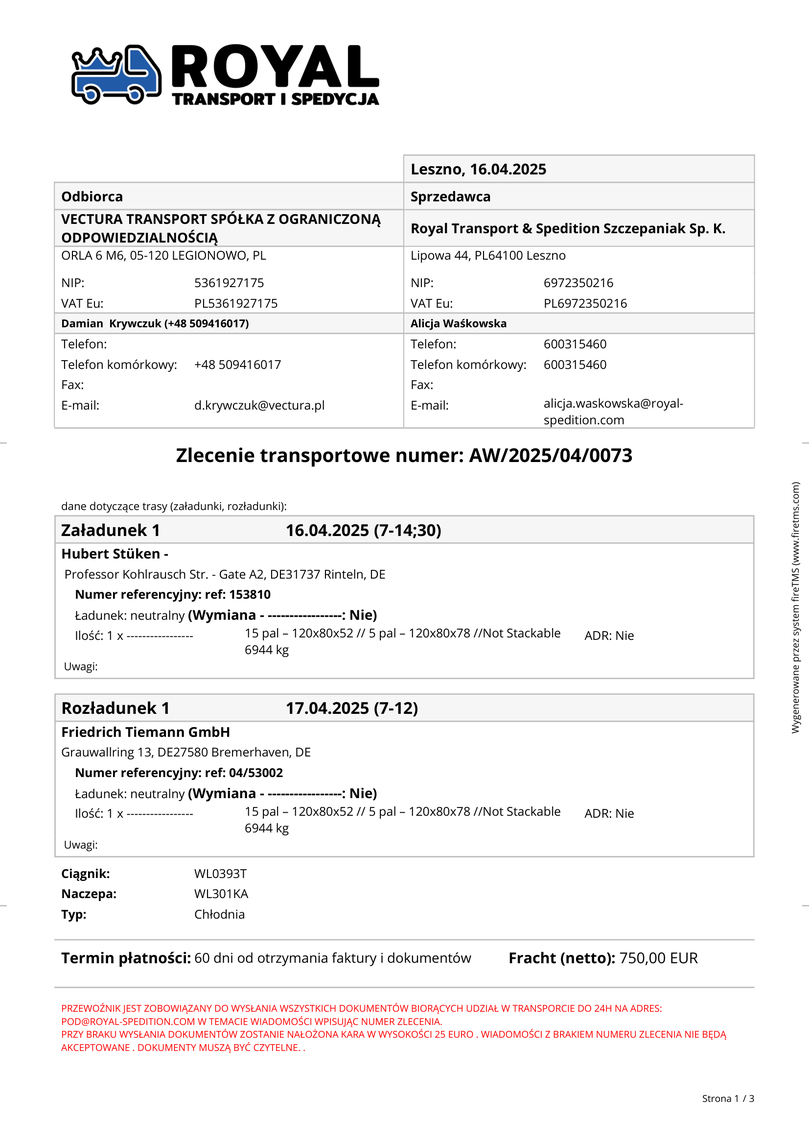 ROYAL
TRANSPORT I SPEDYCJA
Leszno, 16.04.2025
Odbiorca
Sprzedawca
VECTURA TRANSPORT SPÓŁKA Z OGRANICZONĄ
ODPOWIEDZIALNOŚCIĄ
Royal Transport & Spedition Szczepaniak Sp. K.
ORLA 6 M6, 05-120 LEGIONOWO, PL
Lipowa 44, PL64100 Leszno
NIP: 5361927175
NIP: 6972350216
VAT Eu: PL5361927175
VAT Eu: PL6972350216
Damian  Krywczuk (+48 509416017)
Alicja Waśkowska
Telefon:
Telefon: 600315460
Telefon komórkowy: +48 509416017
Telefon komórkowy: 600315460
Fax:
Fax:
E-mail: d.krywczuk@vectura.pl
E-mail: alicja.waskowska@royal-
spedition.com
Zlecenie transportowe numer: AW/2025/04/0073
dane dotyczące trasy (załadunki, rozładunki):
Załadunek 1 16.04.2025 (7-14;30)
Hubert Stüken -
Professor Kohlrausch Str. - Gate A2, DE31737 Rinteln, DE
Numer referencyjny: ref: 153810
Ładunek: neutralny (Wymiana - -----------------: Nie)
Ilość: 1 x ---------------- 15 pal – 120x80x52 // 5 pal – 120x80x78 //Not Stackable ADR: Nie
6944 kg
Uwagi:
Rozładunek 1 17.04.2025 (7-12)
Friedrich Tiemann GmbH
Grauwallring 13, DE27580 Bremerhaven, DE
Numer referencyjny: ref: 04/53002
Ładunek: neutralny (Wymiana - -----------------: Nie)
Ilość: 1 x ---------------- 15 pal – 120x80x52 // 5 pal – 120x80x78 //Not Stackable ADR: Nie
6944 kg
Uwagi:
Ciągnik: WL0393T
Naczepa: WL301KA
Typ: Chłodnia
Termin płatności: 60 dni od otrzymania faktury i dokumentów Fracht (netto): 750,00 EUR
PRZEWOŹNIK JEST ZOBOWIĄZANY DO WYSŁANIA WSZYSTKICH DOKUMENTÓW BIORĄCYCH UDZIAŁ W TRANSPORCIE DO 24H NA ADRES:
POD@ROYAL-SPEDITION.COM W TEMACIE WIADOMOŚCI WPISUJĄC NUMER ZLECENIA.
PRZY BRAKU WYSŁANIA DOKUMENTÓW ZOSTANIE NAŁOŻONA KARA W WYSOKOŚCI 25 EURO . WIADOMOŚCI Z BRAKIEM NUMERU ZLECENIA NIE BĘDĄ
AKCEPTOWANE . DOKUMENTY MUSZĄ BYĆ CZYTELNE. .
Strona 1 / 3
Wygenerowane przez system fireTMS (www.firetms.com)